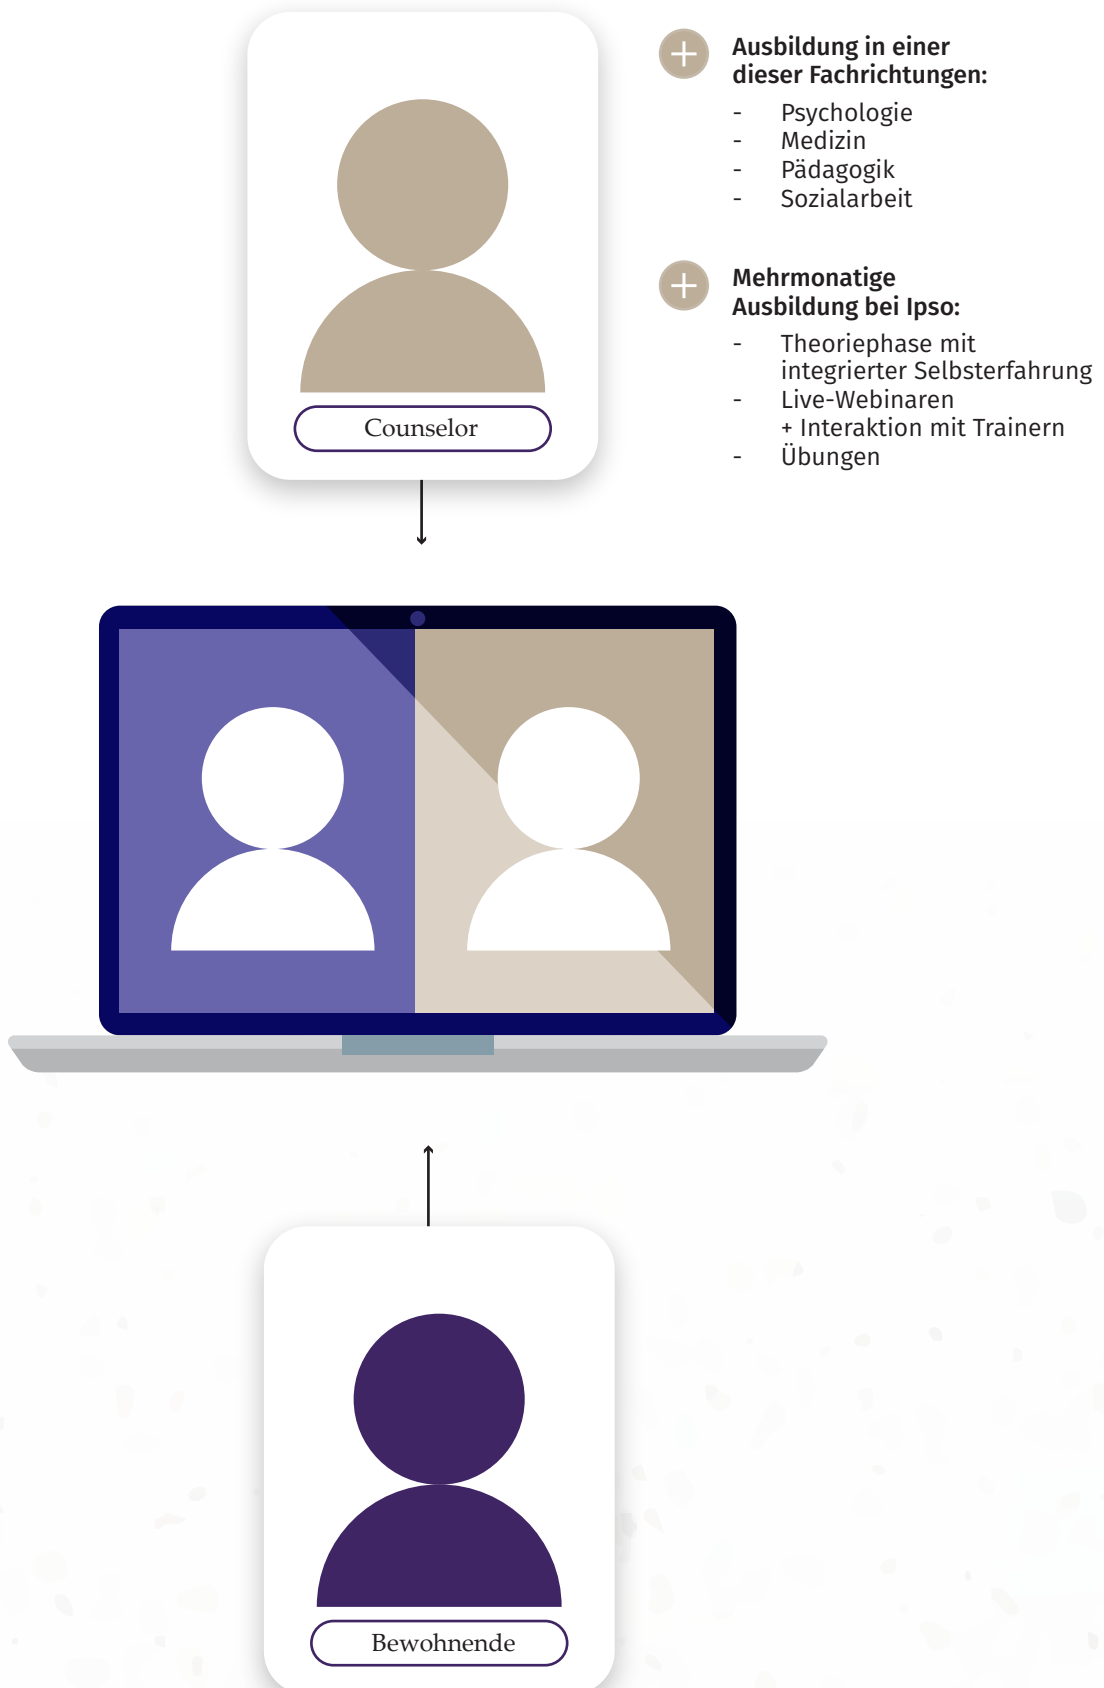 Ausbildung in einer
dieser Fachrichtungen:
- Psychologie
- Medizin
- Pädagogik
- Sozialarbeit
Mehrmonatige
Ausbildung bei Ipso:
- Theoriephase mit
integrierter Selbsterfahrung
- Live-Webinaren
+ Interaktion mit Trainern
- Übungen
Counselor
Bewohnende